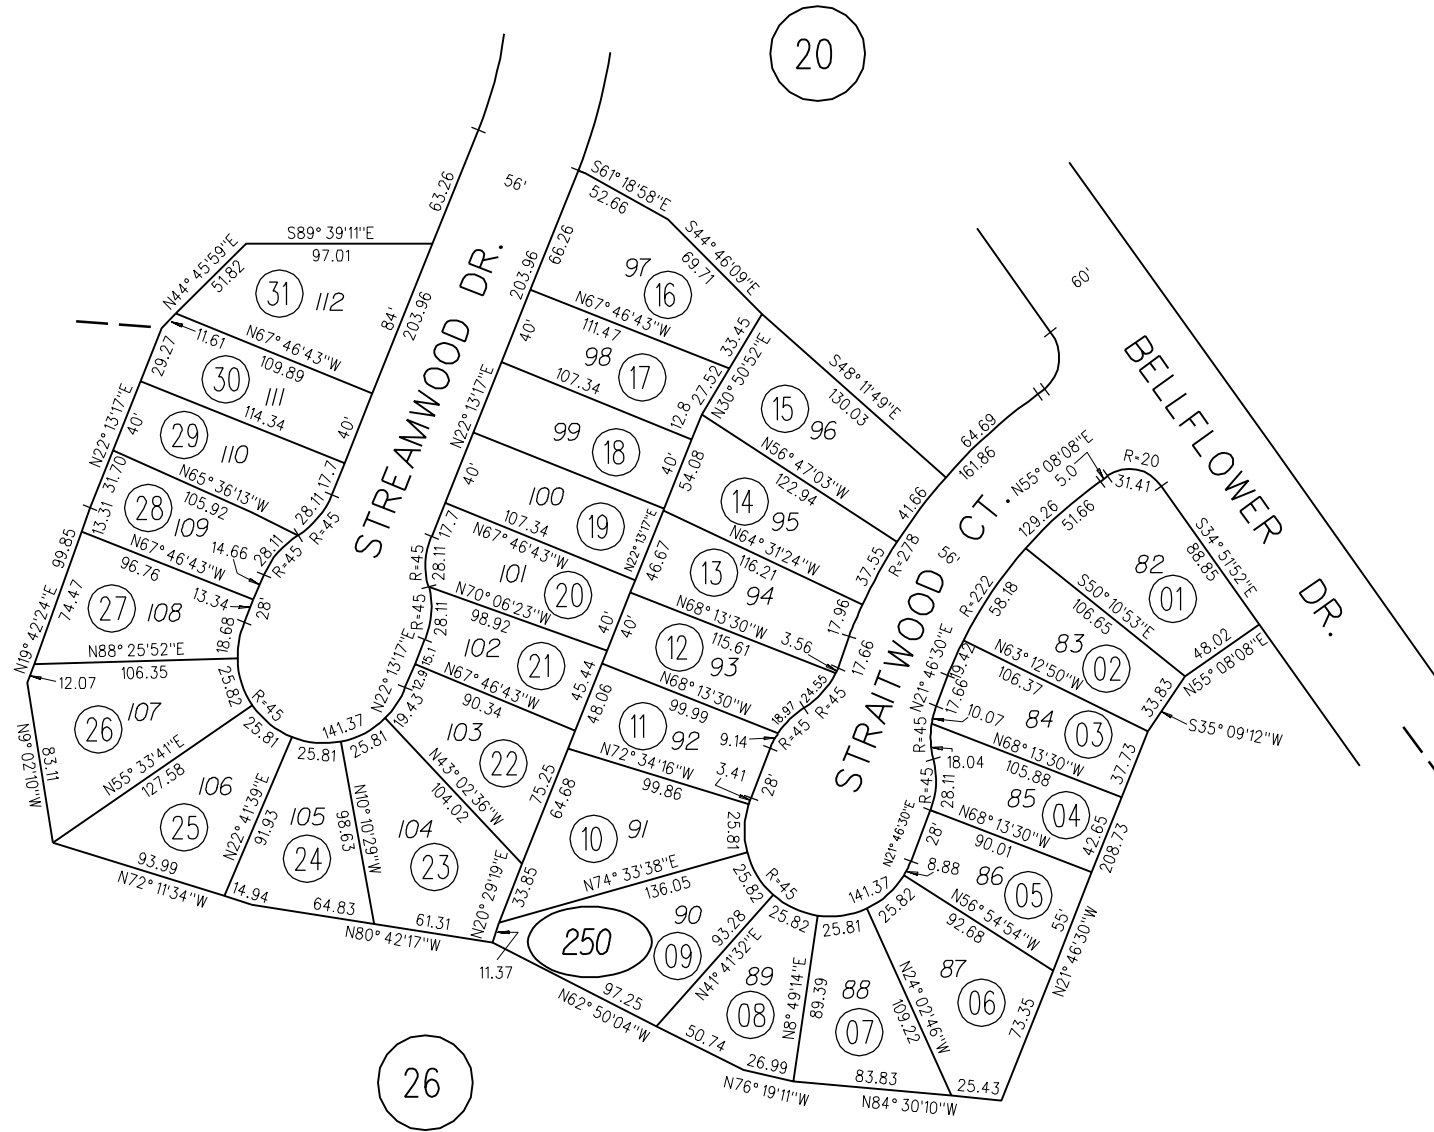 20
56'
60'
STREAMWOOD DR.
STRAITWOOD CT.
56'
BELLFLOWER DR.
S89° 39'11"E
97.01
N44° 45'59"E
51.82
31
112
63.26
84'
203.96
11.61
N67° 46'43"W
109.89
29.27
30
111
114.34
40'
N22° 13'17"E
40'
29
110
17.7
28.11
R=45
31.70
N65° 36'13"W
105.92
28
109
13.31
14.66
28.11
R=45
N67° 46'43"W
96.76
13.34
28'
99.85
74.47
N19° 42'24"E
27
108
18.68
N88° 25'52"E
106.35
12.07
25.82
R=45
26
107
N9° 02'10"W
83.11
N55° 33'41"E
127.58
25.81
141.37
25
106
93.99
N72° 11'34"W
N22° 41'39"E
91.93
14.94
25.81
105
24
64.83
N10° 10'29"W
98.63
25.81
104
23
61.31
N80° 42'17"W
19.43
12.9
15.1
N22° 13'17"E
N43° 02'36"W
104.02
103
22
N67° 46'43"W
90.34
102
21
75.25
45.44
N70° 06'23"W
98.92
28.11
R=45
28.11
R=45
101
20
40'
N67° 46'43"W
107.34
17.7
100
19
N22° 13'17"E
40'
99
18
40'
N22° 13'17"E
107.34
98
17
12.8
27.52
40'
N67° 46'43"W
111.47
203.96
66.26
97
16
33.45
N30° 50'52"E
S61° 18'58"E
52.66
S44° 46'09"E
69.71
S48° 11'49"E
130.03
15
96
N56° 47'03"W
122.94
54.08
14
95
N64° 31'24"W
116.21
46.67
13
94
N68° 13'30"W
115.61
40'
12
93
N68° 13'30"W
99.99
48.06
11
92
N72° 34'16"W
99.86
64.68
10
91
N74° 33'38"E
136.05
33.85
N20° 29'19"E
11.37
250
90
09
97.25
N62° 50'04"W
93.28
N41° 41'32"E
89
08
50.74
26.99
N76° 19'11"W
N8° 49'14"E
89.39
88
07
83.83
N84° 30'10"W
N24° 02'46"W
109.22
87
06
25.43
73.35
N21° 46'30"W
N56° 54'54"W
92.68
86
05
55'
208.73
42.65
N68° 13'30"W
90.01
85
04
N68° 13'30"W
105.88
37.73
84
03
N63° 12'50"W
106.37
33.83
S35° 09'12"W
83
02
S50° 10'53"E
106.65
48.02
N55° 08'08"E
82
01
S34° 51'52"E
88.85
R=20
31.41
5.0
N55° 08'08"E
129.26
51.66
R=222
58.18
19.42
N21° 46'30"E
17.66
R=45
10.07
18.04
28.11
R=45
28'
N21° 46'30"E
8.88
25.82
141.37
25.81
25.82
25.82
R=45
25.81
3.41
28'
9.14
R=45
18.97
24.55
R=45
3.56
17.66
17.96
37.55
R=278
41.66
161.86
64.69
26